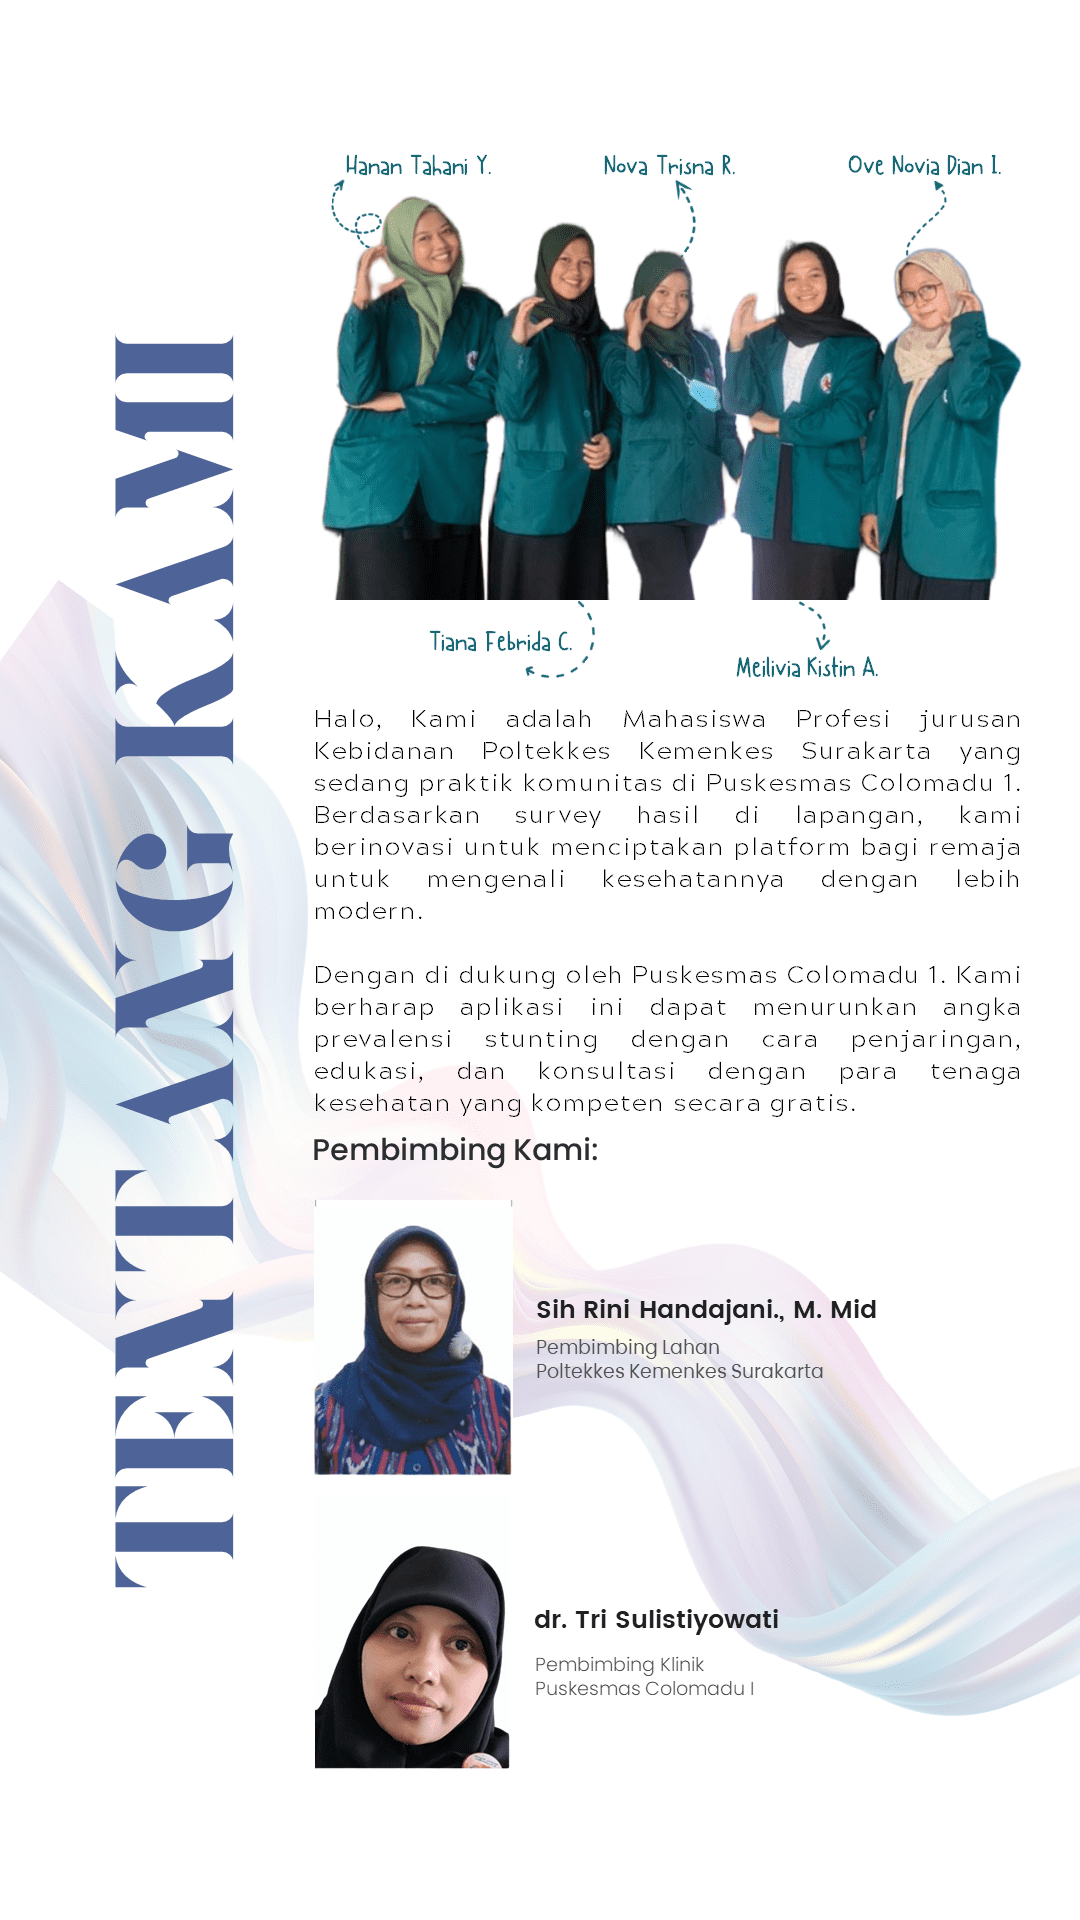 Hanan Tahani Y.
Nova Trisna R.
Ove Novia Dian I.
Tiana Febrida C.
Meilivia Kistin A.
TENTANG KAMI
Halo, Kami adalah Mahasiswa Profesi jurusan
Kebidanan Poltekkes Kemenkes Surakarta yang
sedang praktik komunitas di Puskesmas Colomadu 1.
Berdasarkan survey hasil di lapangan, kami
berinovasi untuk menciptakan platform bagi remaja
untuk mengenali kesehatannya dengan lebih
modern.
Dengan di dukung oleh Puskesmas Colomadu 1. Kami
berharap aplikasi ini dapat menurunkan angka
prevalensi stunting dengan cara penjaringan,
edukasi, dan konsultasi dengan para tenaga
kesehatan yang kompeten secara gratis.
Pembimbing Kami:
Sih Rini Handajani., M. Mid
Pembimbing Lahan
Poltekkes Kemenkes Surakarta
dr. Tri Sulistiyowati
Pembimbing Klinik
Puskesmas Colomadu I